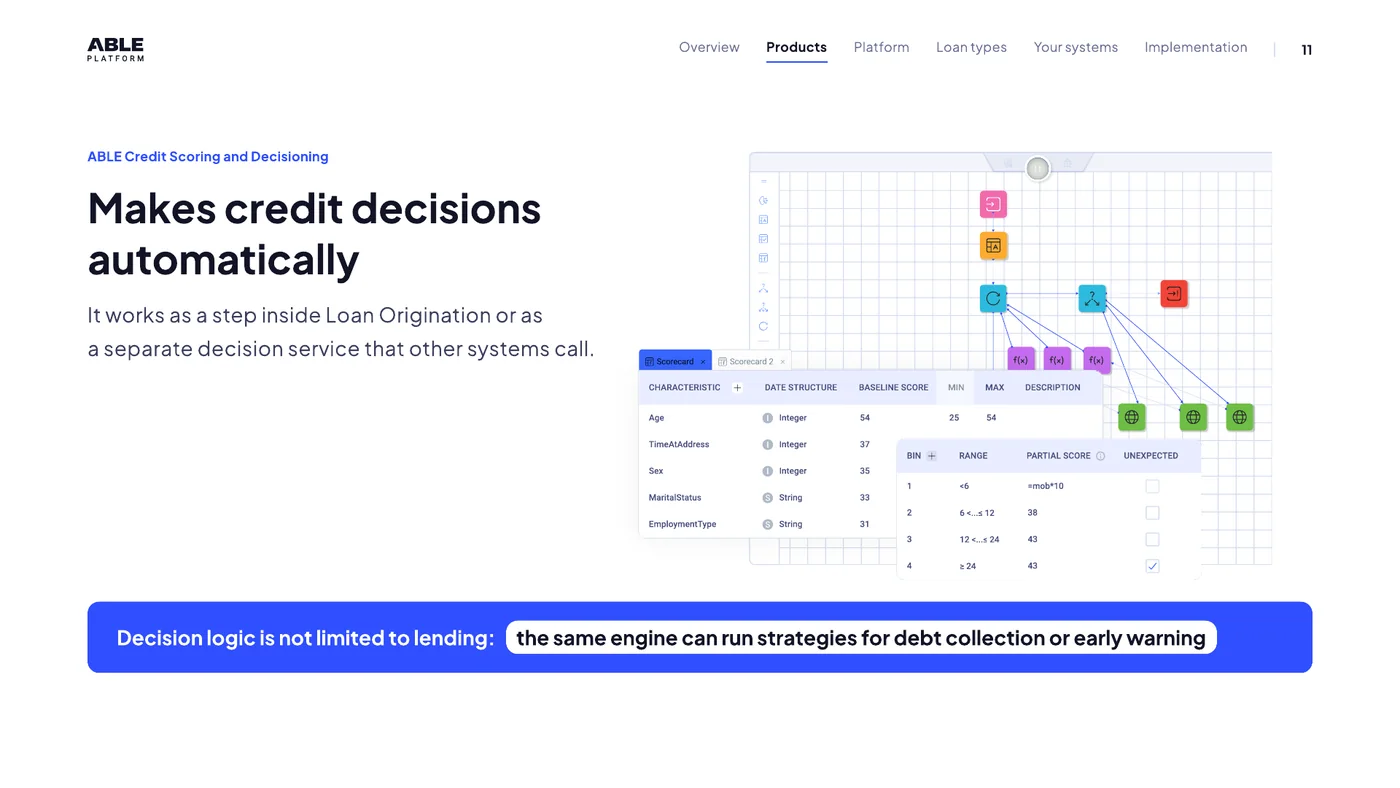 ABLE
PLATFORM
Overview
Products
Platform
Loan types
Your systems
Implementation
11
ABLE Credit Scoring and Decisioning
Makes credit decisions
automatically
It works as a step inside Loan Origination or as
a separate decision service that other systems call.
A
?
f(x) f(x) f(x)
Scorecard × Scorecard 2 ×
CHARACTERISTIC + DATE STRUCTURE BASELINE SCORE MIN MAX DESCRIPTION
Age I Integer 54 25 54
TimeAtAddress I Integer 37
Sex I Integer 35
MaritalStatus S String 33
EmploymentType S String 31
BIN + RANGE PARTIAL SCORE i UNEXPECTED
1 <6 =mob*10
2 6 <...≤ 12 38
3 12 <...≤ 24 43
4 ≥ 24 43
Decision logic is not limited to lending: the same engine can run strategies for debt collection or early warning